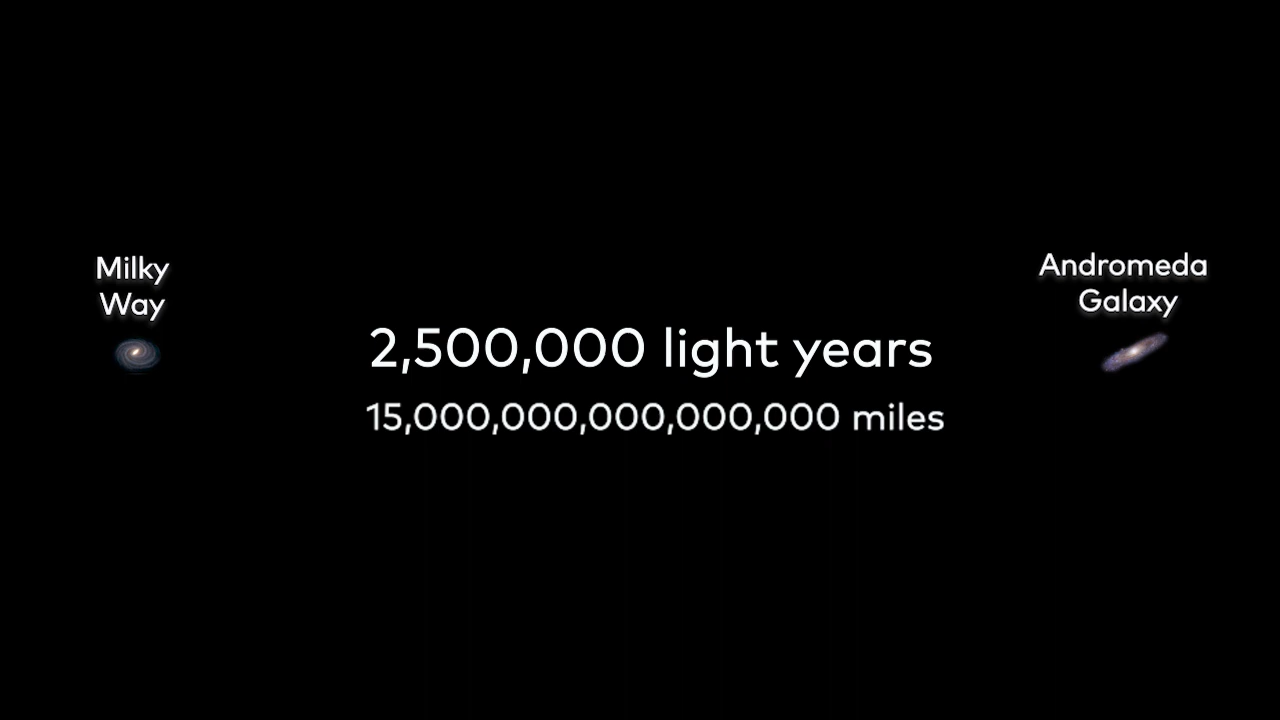 Milky
Way
Andromeda
Galaxy
2,500,000 light years
15,000,000,000,000,000 miles